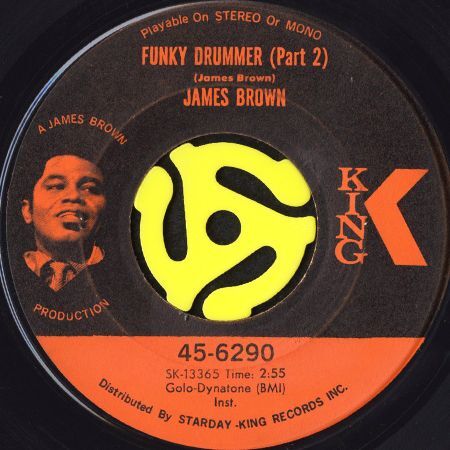 Playable On STEREO Or MONO
FUNKY DRUMMER (Part 2)
(James Brown)
JAMES BROWN
A JAMES BROWN
PRODUCTION
KING
K
45-6290
SK-13365 Time: 2:55
Golo-Dynatone (BMI)
Inst.
Distributed By STARDAY-KING RECORDS INC.